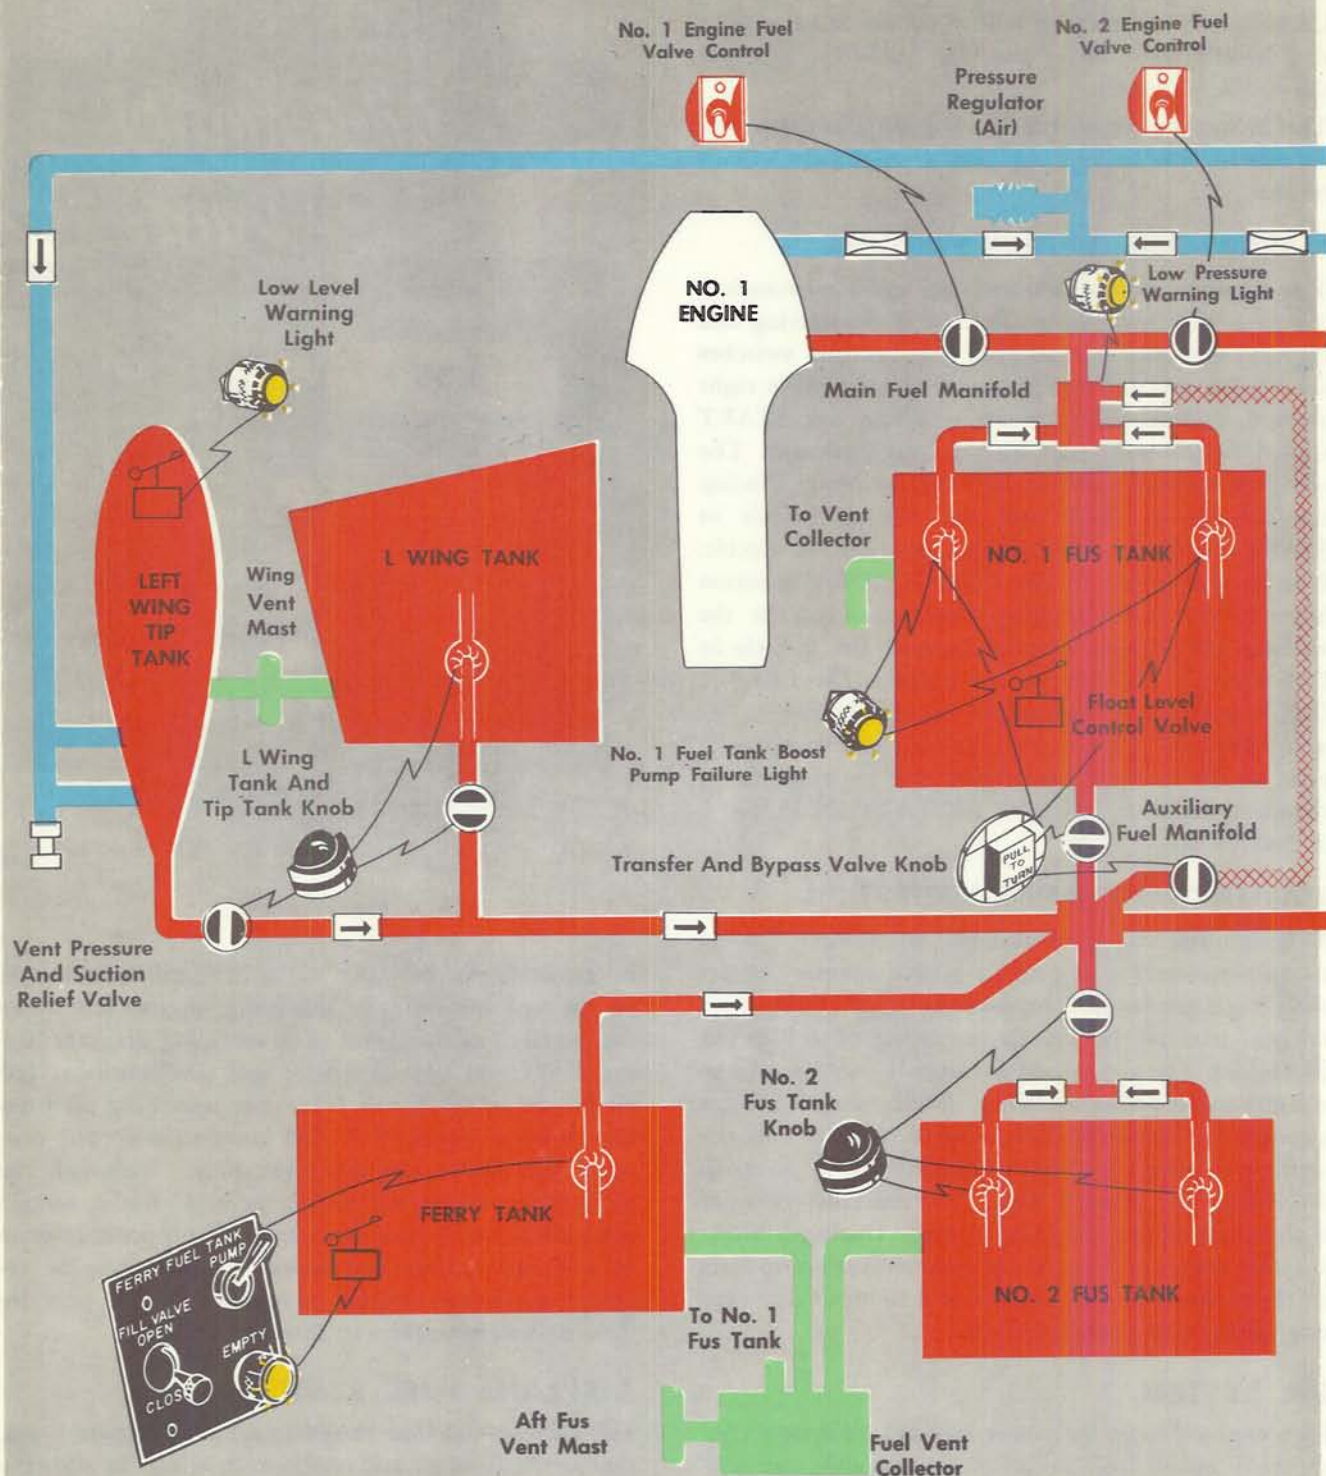 No. 1 Engine Fuel
Valve Control
No. 2 Engine Fuel
Valve Control
Pressure
Regulator
(Air)
Low Level
Warning
Light
NO. 1
ENGINE
Low Pressure
Warning Light
Main Fuel Manifold
To Vent
Collector
NO. 1 FUS TANK
L WING TANK
LEFT
WING
TIP
TANK
Wing
Vent
Mast
Float Level
Control Valve
L Wing
Tank And
Tip Tank Knob
No. 1 Fuel Tank Boost
Pump Failure Light
Auxiliary
Fuel Manifold
Transfer And Bypass Valve Knob
PULL
TO
TURN
Vent Pressure
And Suction
Relief Valve
No. 2
Fus Tank
Knob
FERRY TANK
NO. 2 FUS TANK
FERRY FUEL TANK
PUMP
FILL VALVE
OPEN
EMPTY
CLOSE
To No. 1
Fus Tank
Aft Fus
Vent Mast
Fuel Vent
Collector